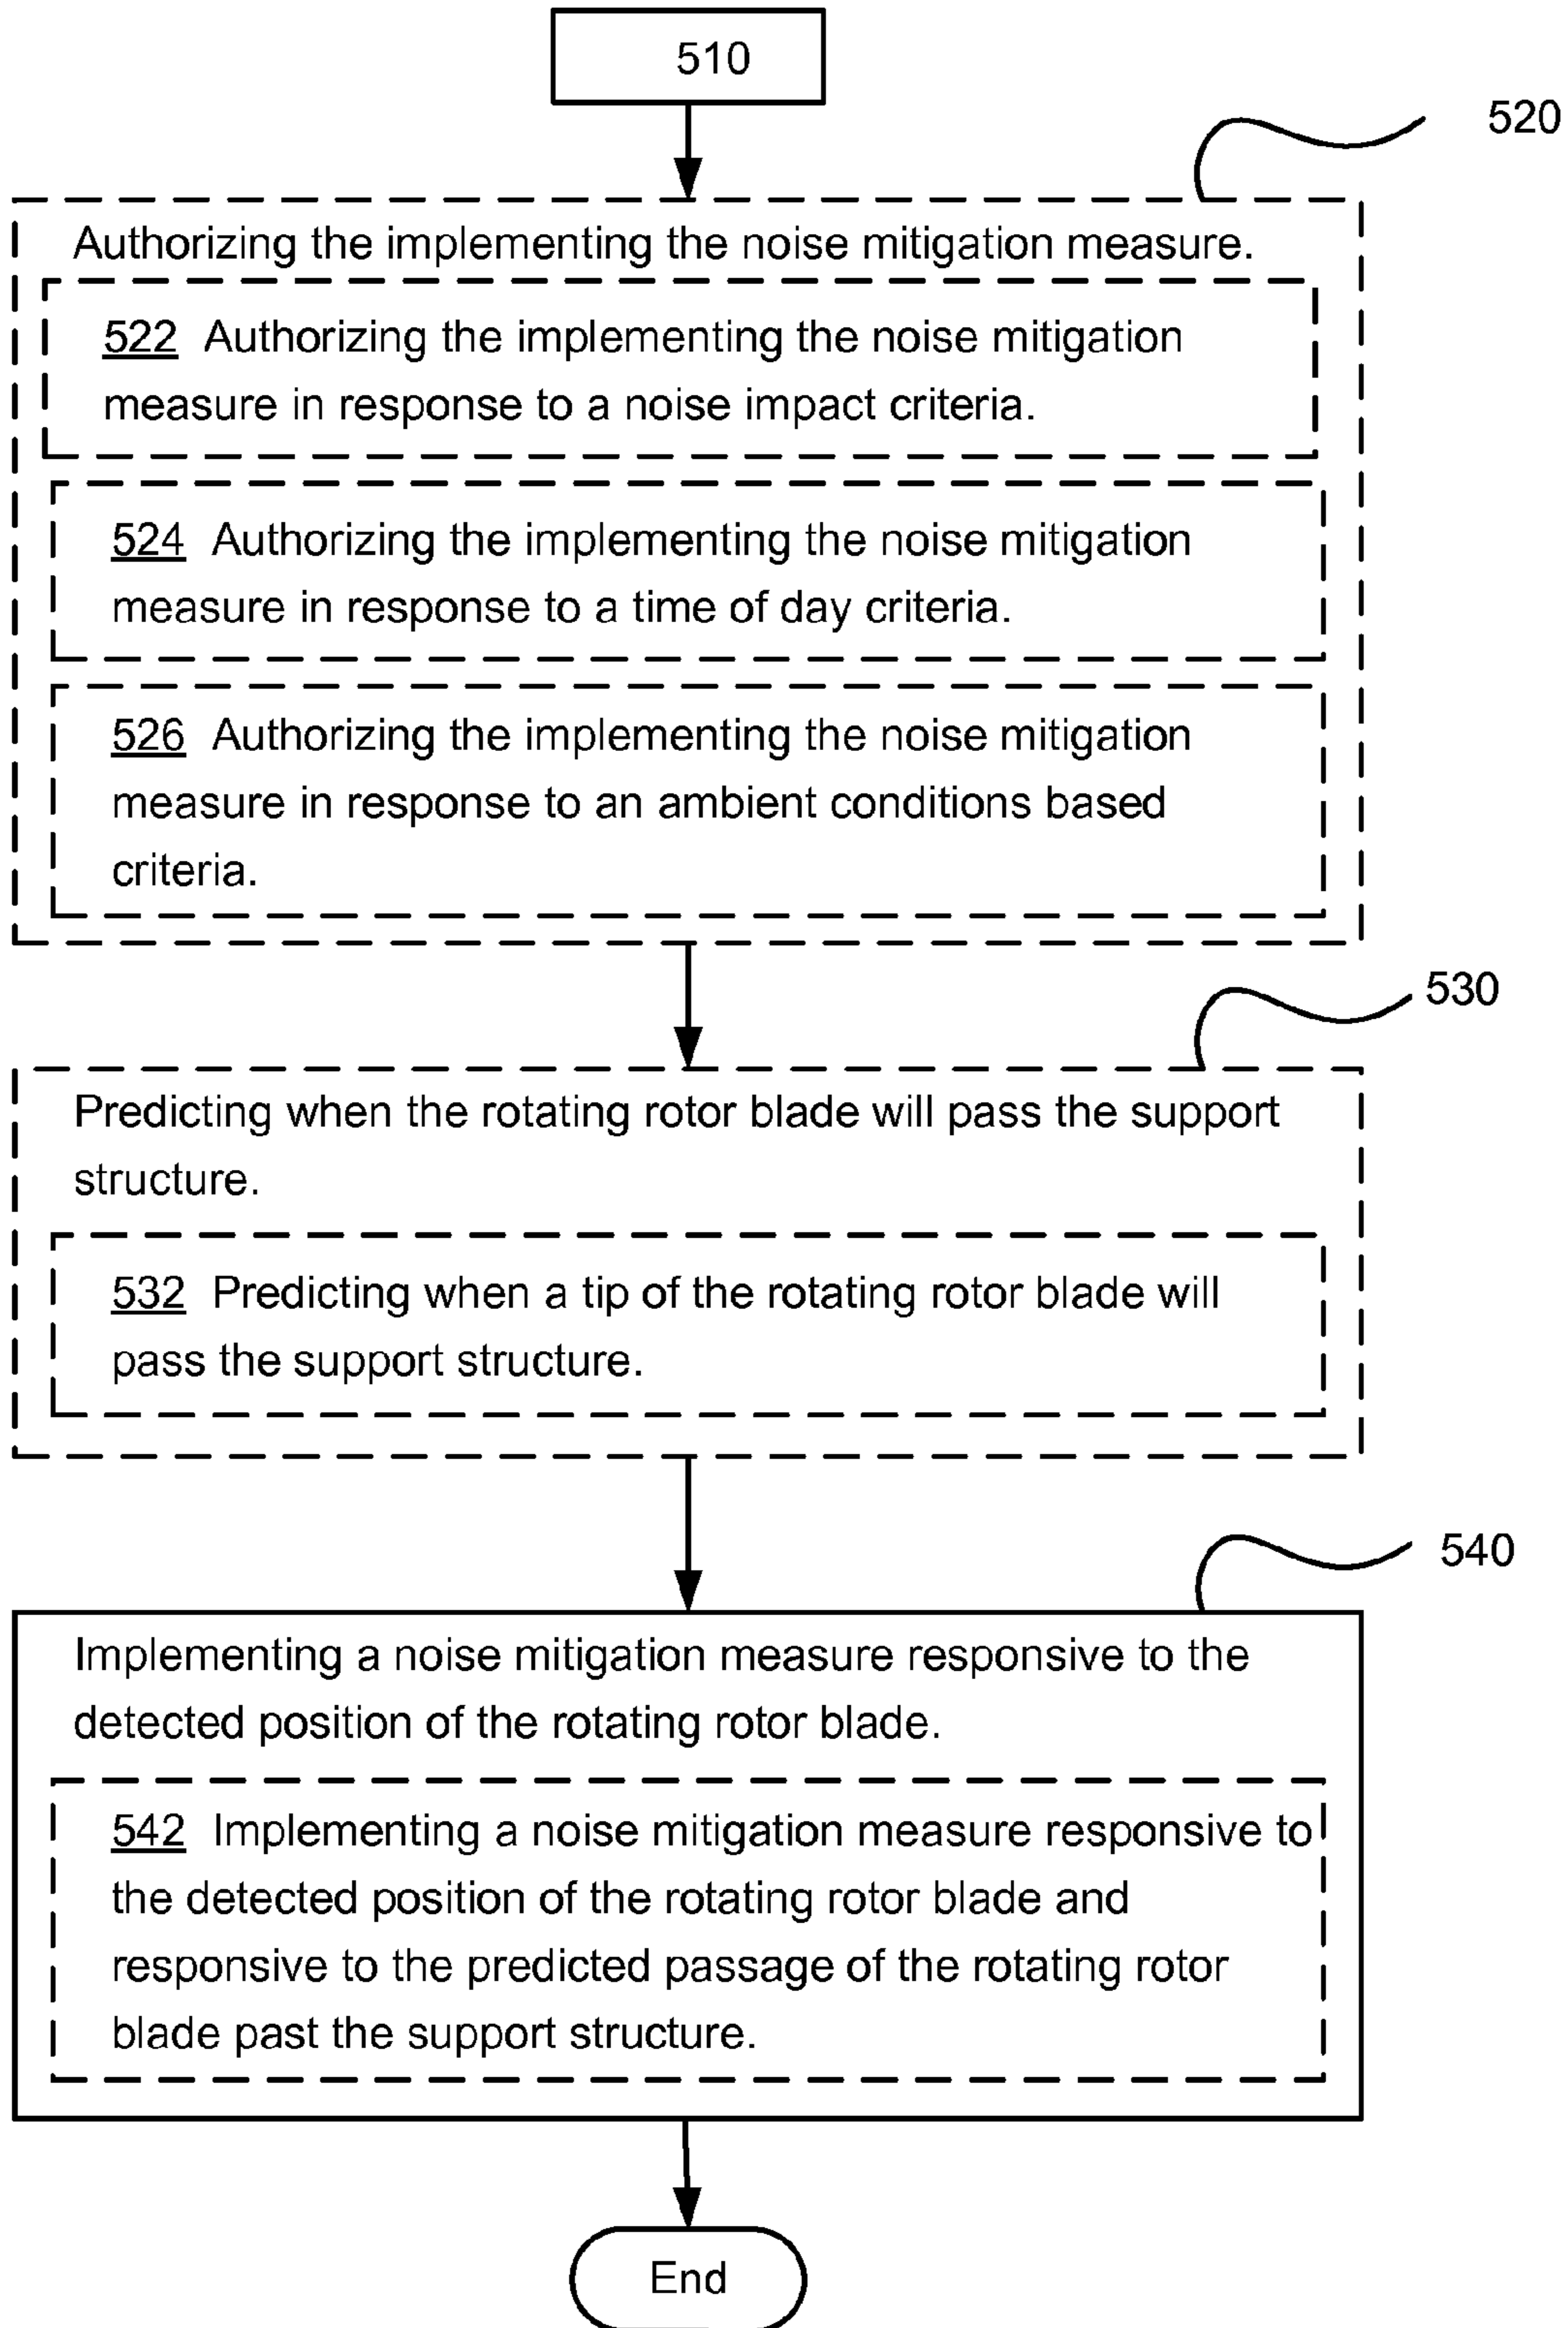 510
520
Authorizing the implementing the noise mitigation measure.
522 Authorizing the implementing the noise mitigation
measure in response to a noise impact criteria.
524 Authorizing the implementing the noise mitigation
measure in response to a time of day criteria.
526 Authorizing the implementing the noise mitigation
measure in response to an ambient conditions based
criteria.
530
Predicting when the rotating rotor blade will pass the support
structure.
532 Predicting when a tip of the rotating rotor blade will
pass the support structure.
540
Implementing a noise mitigation measure responsive to the
detected position of the rotating rotor blade.
542 Implementing a noise mitigation measure responsive to
the detected position of the rotating rotor blade and
responsive to the predicted passage of the rotating rotor
blade past the support structure.
End